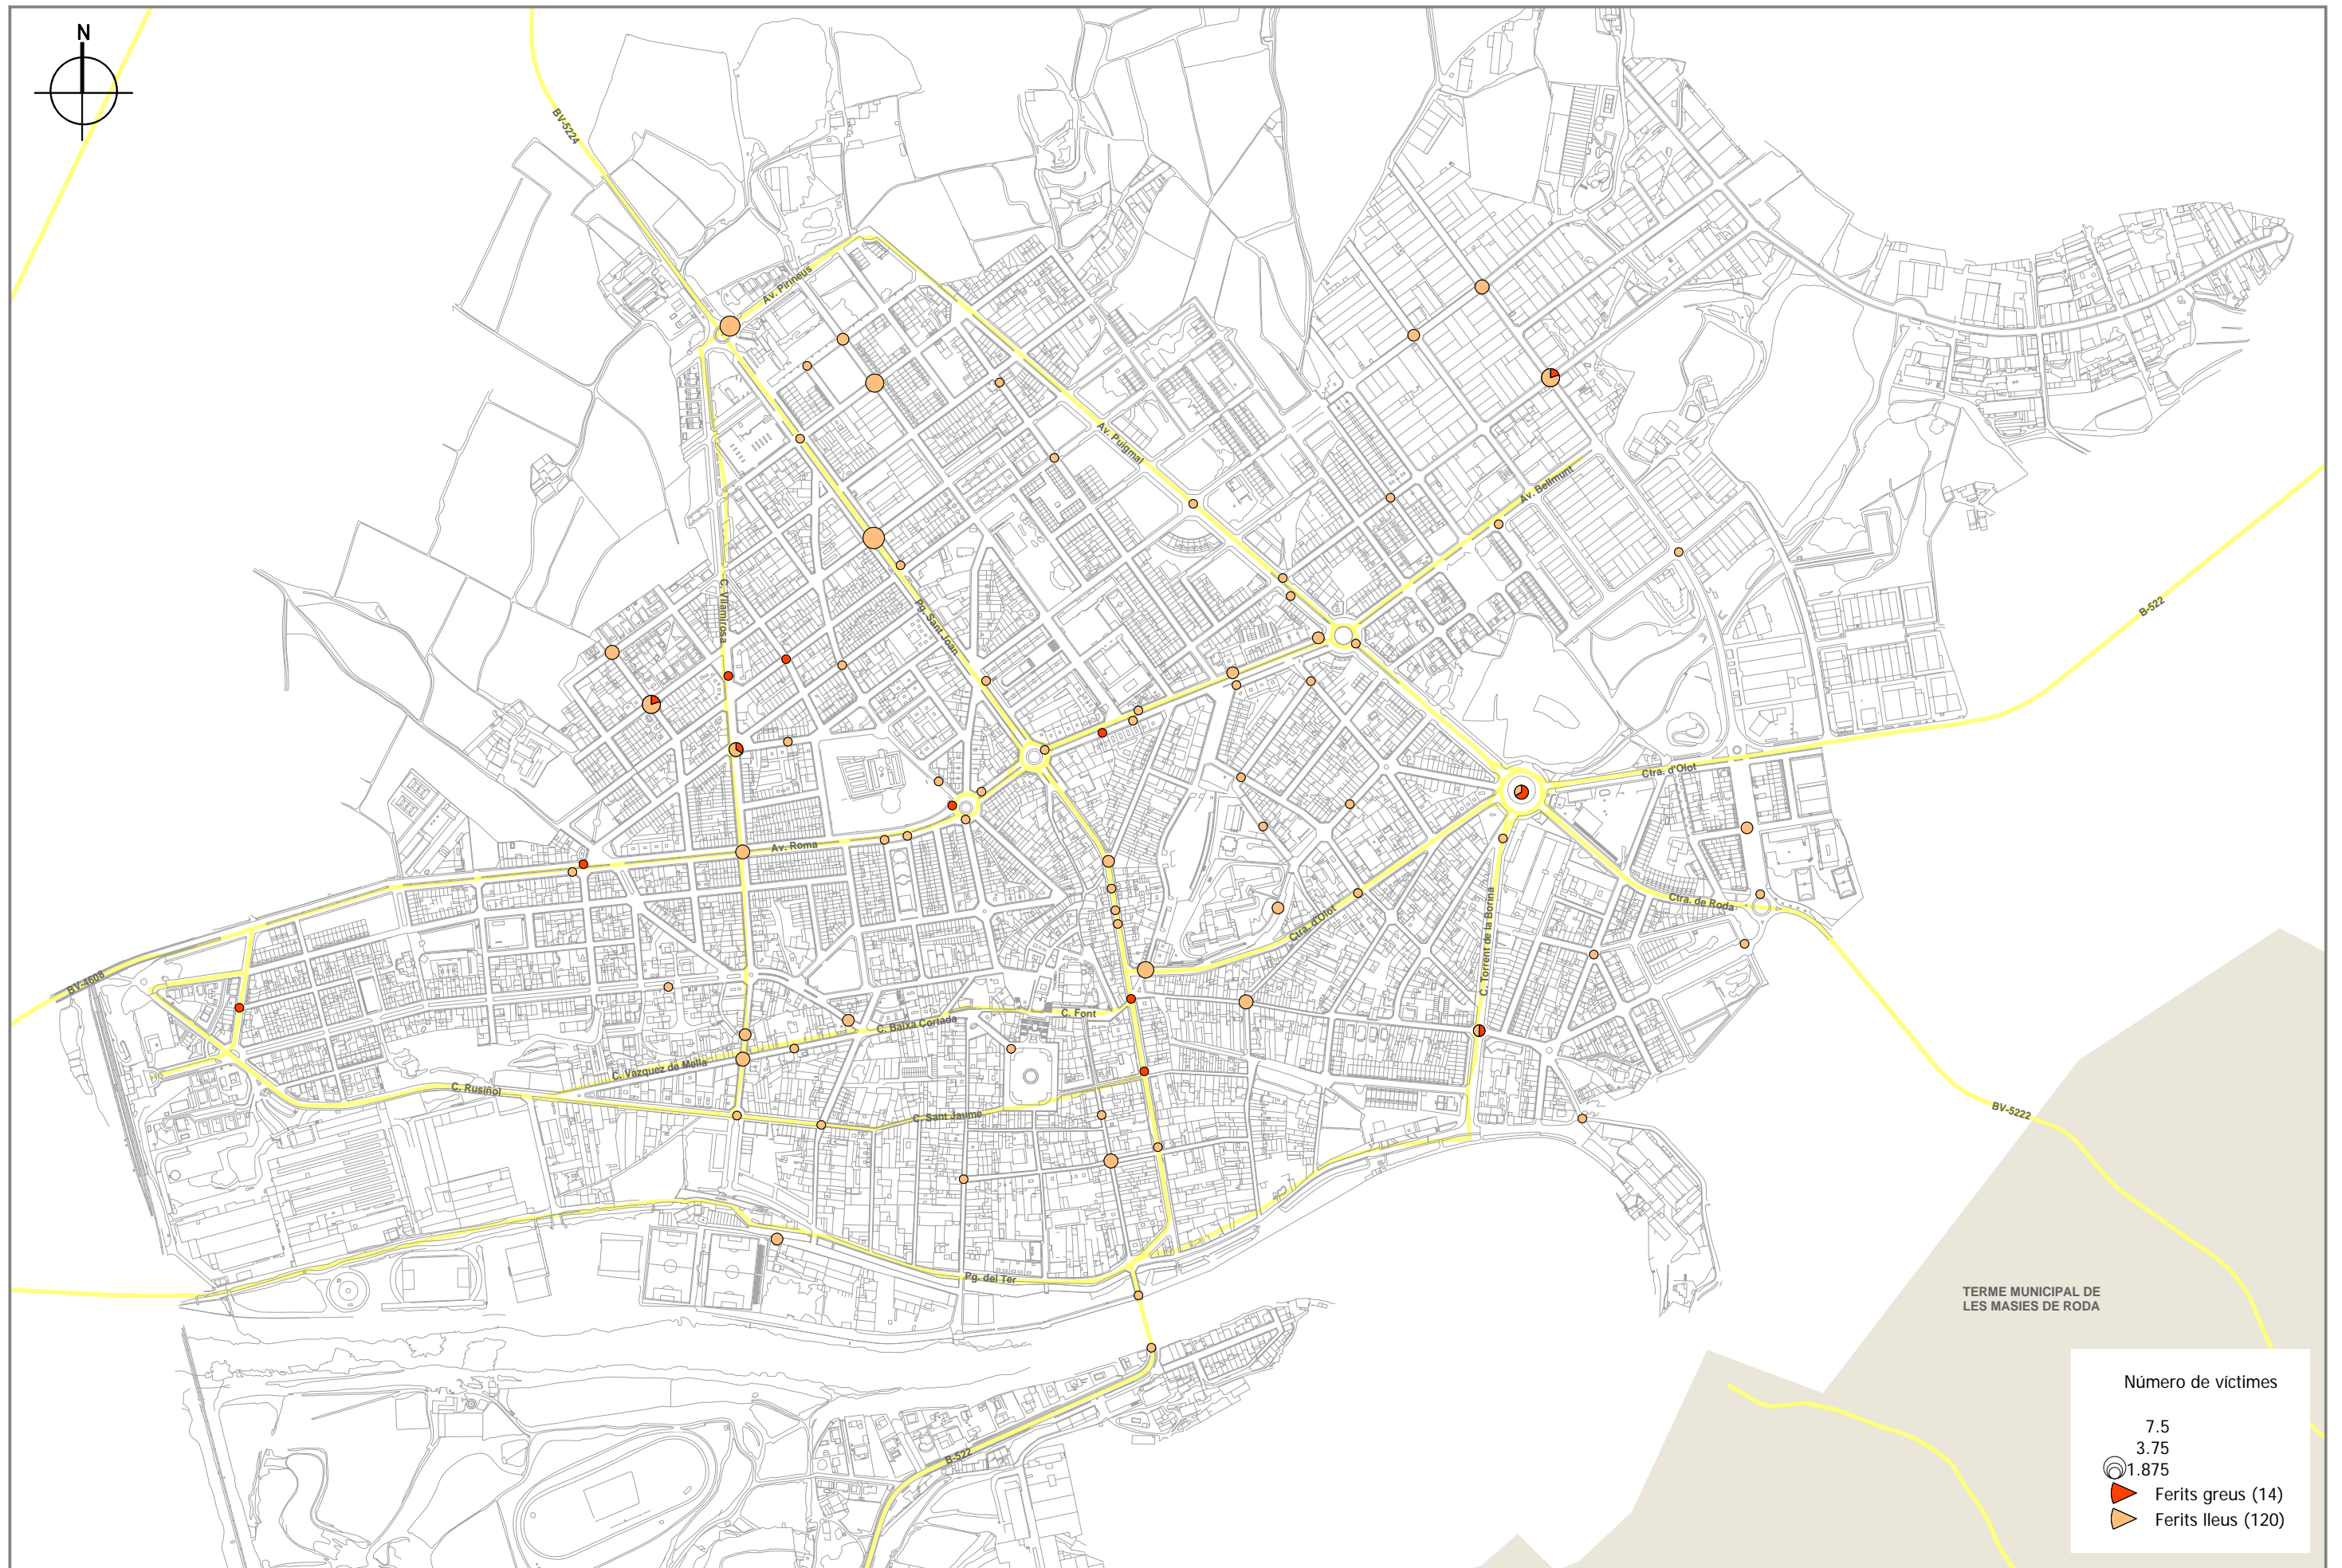 N
BV-5224
Av. Pirineus
Av. Puigmal
Av. Bellmunt
B-522
C. Vilamirosa
Pg. Sant Joan
Ctra. d'Olot
Av. Roma
Ctra. de Roda
C. Torrent de la Borina
Ctra. d'Olot
BV-4608
C. Font
C. Baixa Cortada
C. Vázquez de Mella
C. Rusiñol
C. Sant Jaume
BV-5222
Pg. del Ter
TERME MUNICIPAL DE
LES MASIES DE RODA
B-522
Número de víctimes
7.5
3.75
1.875
Ferits greus (14)
Ferits lleus (120)